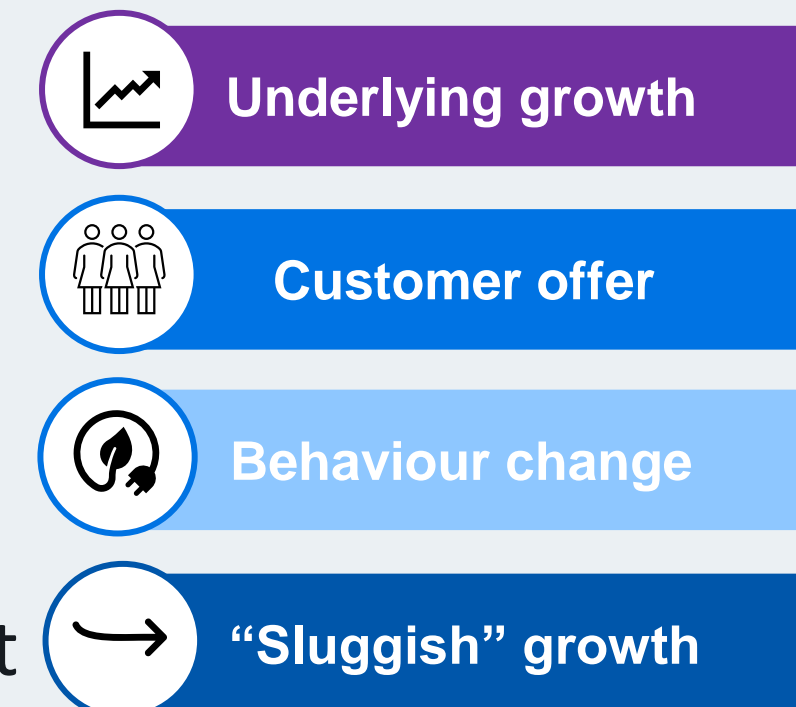 Underlying growth
Customer offer
Behaviour change
t
“Sluggish” growth